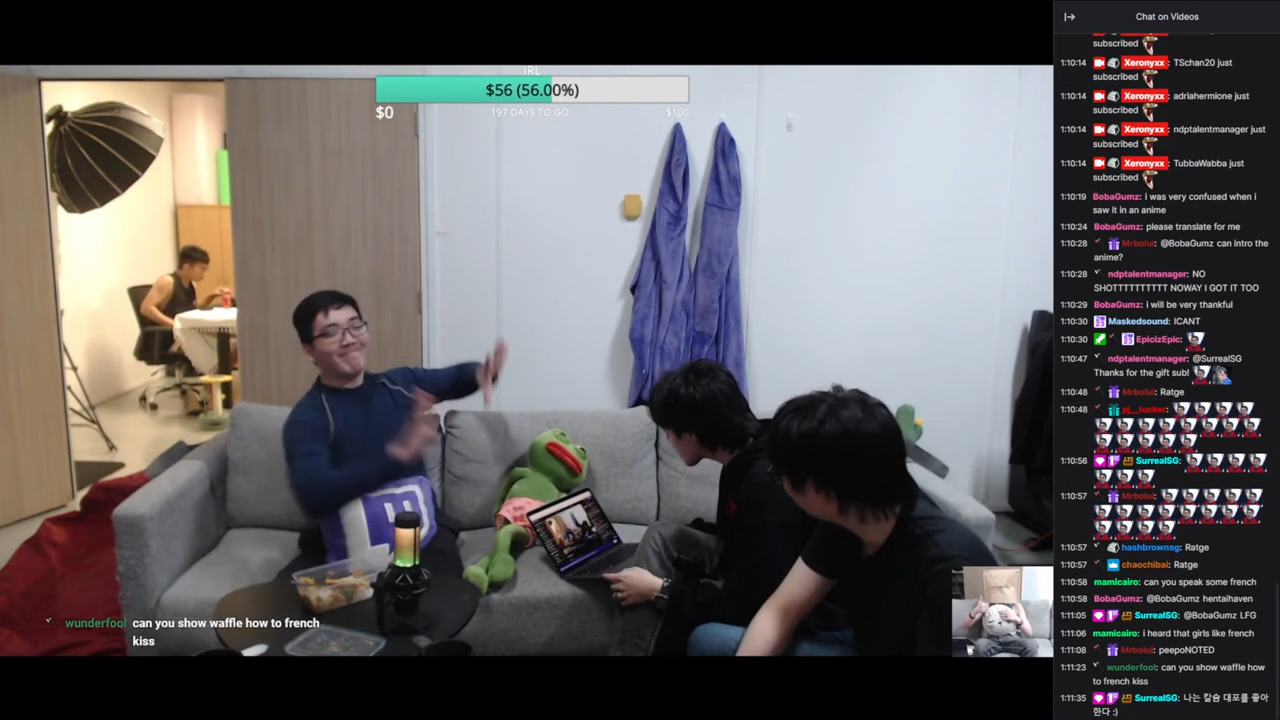 IRL
$56 (56.00%)
$0
197 DAYS TO GO
$100
wunderfool can you show waffle how to french
kiss
Chat on Videos
subscribed
1:10:14 Xeronyxx: TSchan20 just
subscribed
1:10:14 Xeronyxx: adriahermione just
subscribed
1:10:14 Xeronyxx: ndptalentmanager just
subscribed
1:10:14 Xeronyxx: TubbaWabba just
subscribed
1:10:19 BobaGumz: i was very confused when i
saw it in an anime
1:10:24 BobaGumz: please translate for me
1:10:28 Mrbolui: @BobaGumz can intro the
anime?
1:10:28 ndptalentmanager: NO
SHOTTTTTTTTTT NOWAY I GOT IT TOO
1:10:29 BobaGumz: i will be very thankful
1:10:30 Maskedsound: ICANT
1:10:30 EpicizEpic:
1:10:47 ndptalentmanager: @SurrealSG
Thanks for the gift sub!
1:10:48 Mrbolui: Ratge
1:10:48 pj__tucker:
1:10:56 SurrealSG:
1:10:57 Mrbolui:
1:10:57 hashbrownsg: Ratge
1:10:57 chaochibai: Ratge
1:10:58 mamicairo: can you speak some french
1:10:58 BobaGumz: @BobaGumz hentaihaven
1:11:05 SurrealSG: @BobaGumz LFG
1:11:06 mamicairo: i heard that girls like french
1:11:08 Mrbolui: peepoNOTED
1:11:23 wunderfool: can you show waffle how
to french kiss
1:11:35 SurrealSG: 나는 칼슘 대포를 좋아
한다 :)